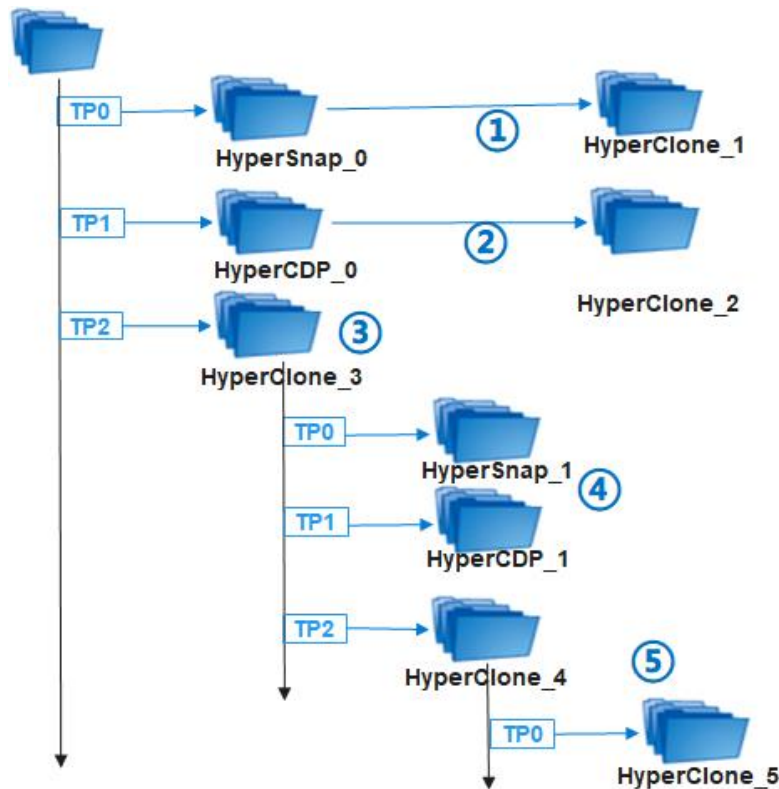 TP0
HyperSnap_0
①
HyperClone_1
TP1
HyperCDP_0
②
HyperClone_2
TP2
HyperClone_3
③
TP0
HyperSnap_1
④
TP1
HyperCDP_1
TP2
HyperClone_4
⑤
TP0
HyperClone_5